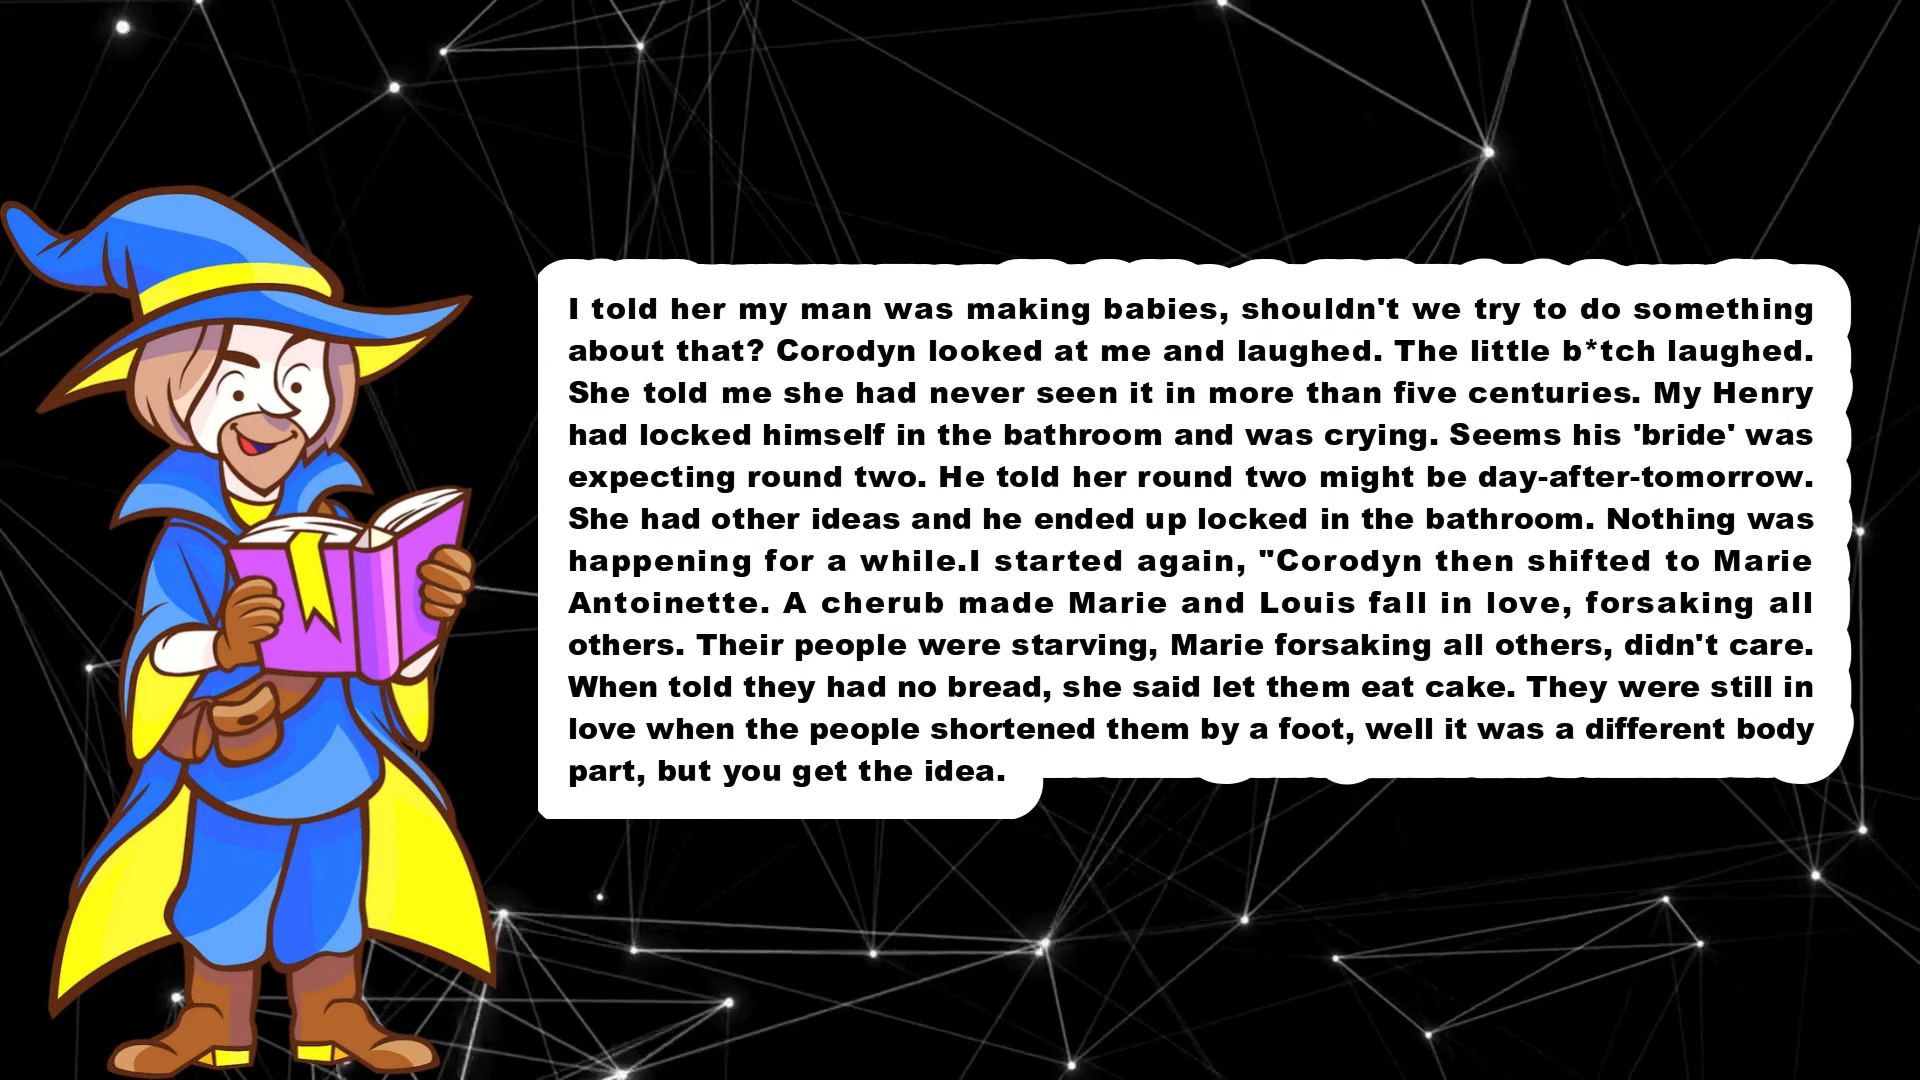 I told her my man was making babies, shouldn't we try to do something
about that? Corodyn looked at me and laughed. The little b*tch laughed.
She told me she had never seen it in more than five centuries. My Henry
had locked himself in the bathroom and was crying. Seems his 'bride' was
expecting round two. He told her round two might be day-after-tomorrow.
She had other ideas and he ended up locked in the bathroom. Nothing was
happening for a while.I started again, "Corodyn then shifted to Marie
Antoinette. A cherub made Marie and Louis fall in love, forsaking all
others. Their people were starving, Marie forsaking all others, didn't care.
When told they had no bread, she said let them eat cake. They were still in
love when the people shortened them by a foot, well it was a different body
part, but you get the idea.